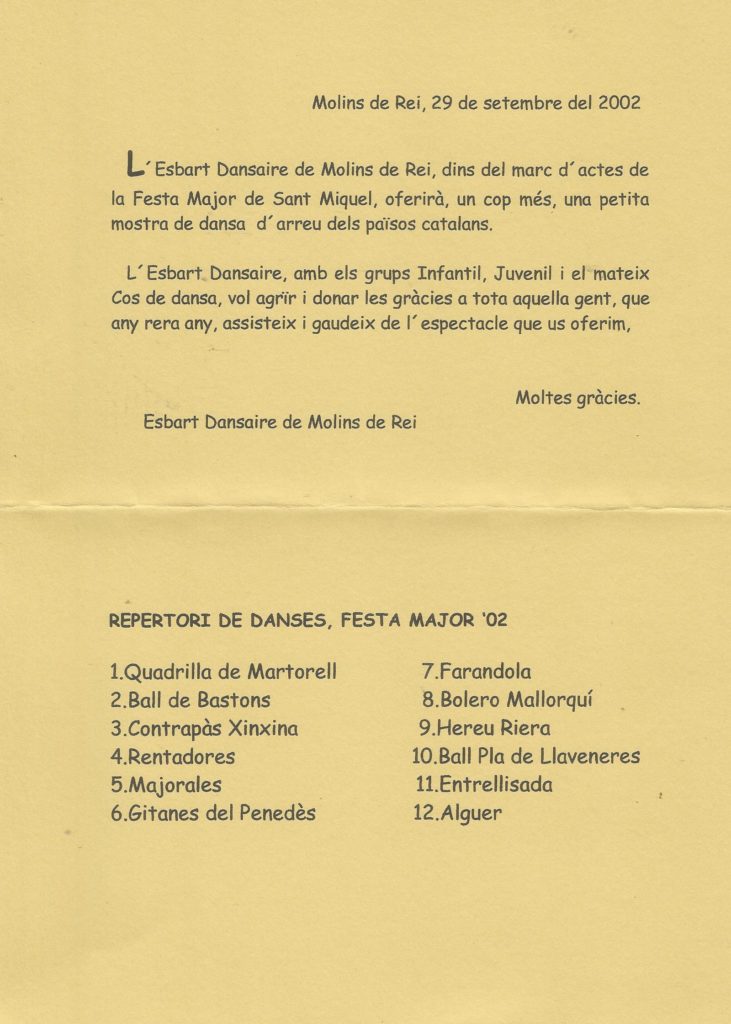 Molins de Rei, 29 de setembre del 2002
L´Esbart Dansaire de Molins de Rei, dins del marc d´actes de
la Festa Major de Sant Miquel, oferirà, un cop més, una petita
mostra de dansa d´arreu dels països catalans.
L´Esbart Dansaire, amb els grups Infantil, Juvenil i el mateix
Cos de dansa, vol agrïr i donar les gràcies a tota aquella gent, que
any rera any, assisteix i gaudeix de l´espectacle que us oferim,
Moltes gràcies.
Esbart Dansaire de Molins de Rei
REPERTORI DE DANSES, FESTA MAJOR ‘02
1.Quadrilla de Martorell
2.Ball de Bastons
3.Contrapàs Xinxina
4.Rentadores
5.Majorales
6.Gitanes del Penedès
7.Farandola
8.Bolero Mallorquí
9.Hereu Riera
10.Ball Pla de Llaveneres
11.Entrellisada
12.Alguer